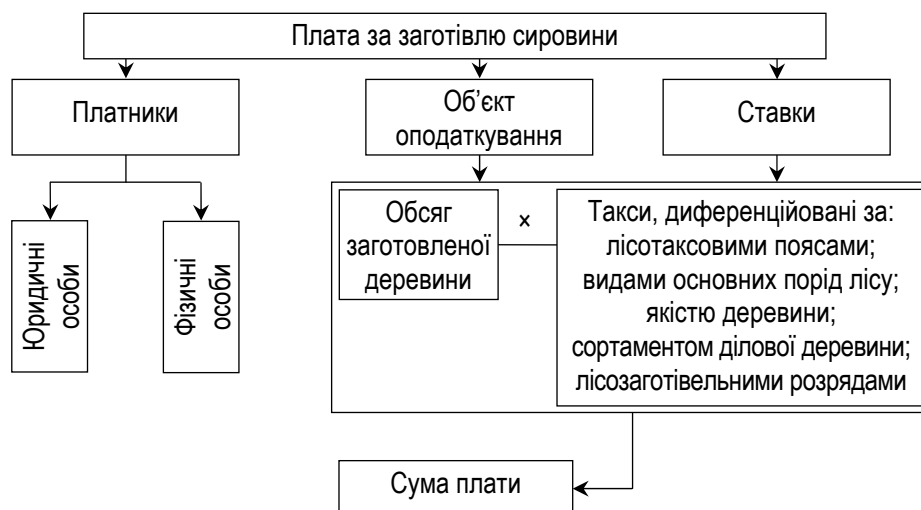 Плата за заготівлю сировини
Платники
Об’єкт
оподаткування
Ставки
Юридичні
особи
Фізичні
особи
Обсяг
заготовленої
деревини
×
Такси, диференційовані за:
лісотаксовими поясами;
видами основних порід лісу;
якістю деревини;
сортаментом ділової деревини;
лісозаготівельними розрядами
Сума плати